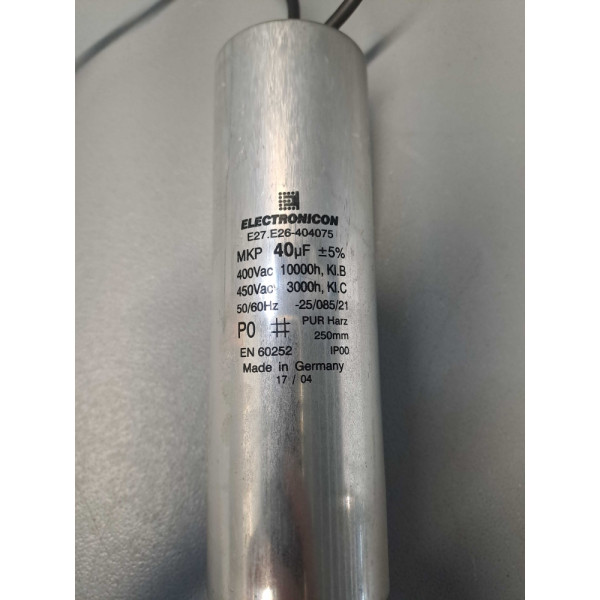 ELECTRONICON
E27.E26-404075
MKP 40µF ±5%
400Vac 10000h, Kl.B
450Vac 3000h, Kl.C
50/60Hz -25/085/21
P0 # PUR Harz
250mm
EN 60252 IP00
Made in Germany
17 / 04